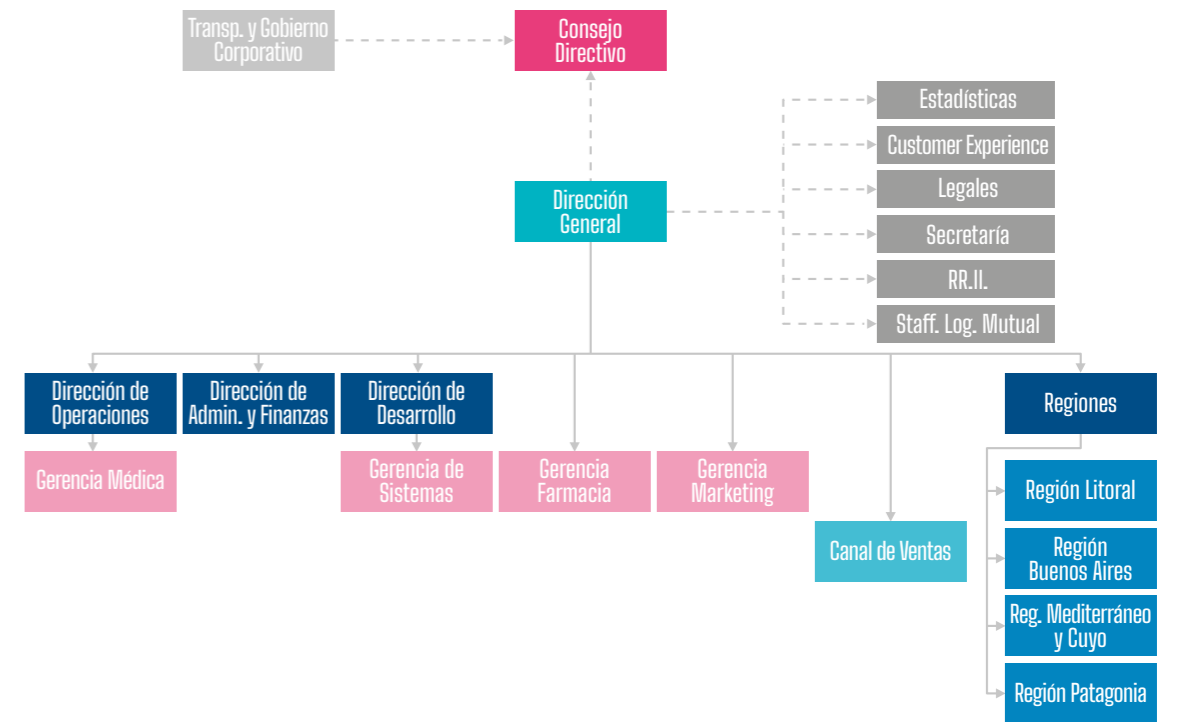 Transp. y Gobierno
Corporativo
Consejo
Directivo
Estadísticas
Customer Experience
Legales
Secretaría
RR.II.
Staff. Log. Mutual
Dirección
General
Dirección de
Operaciones
Dirección de
Admin. y Finanzas
Dirección de
Desarrollo
Regiones
Gerencia Médica
Gerencia de
Sistemas
Gerencia
Farmacia
Gerencia
Marketing
Canal de Ventas
Región Litoral
Región
Buenos Aires
Reg. Mediterráneo
y Cuyo
Región Patagonia